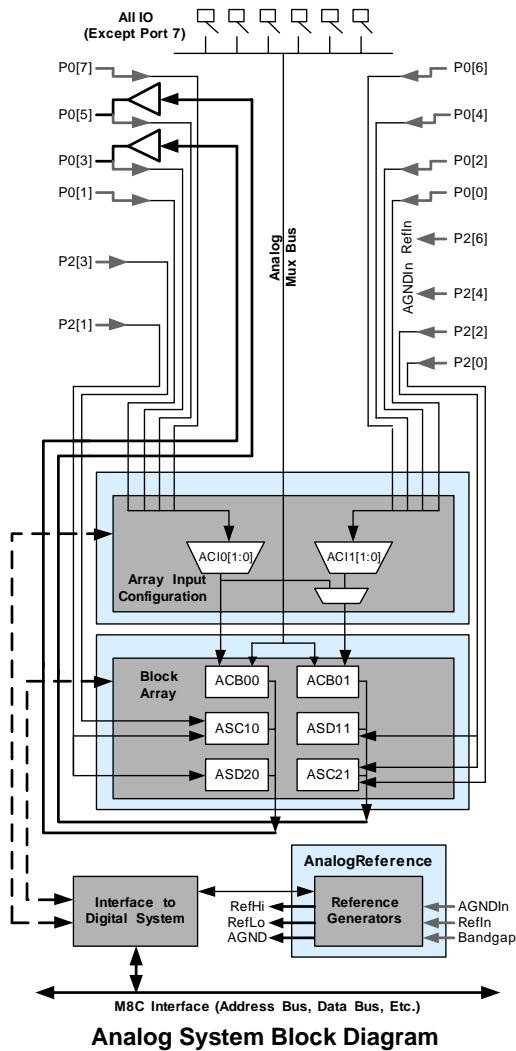 All IO
(Except Port 7)
P0[7]
P0[6]
P0[5]
P0[4]
P0[3]
P0[2]
P0[1]
P0[0]
P2[3]
P2[6]
P2[1]
P2[4]
P2[2]
P2[0]
AGNDIn RefIn
Analog
Mux Bus
ACI0[1:0]
ACI1[1:0]
Array Input
Configuration
Block
Array
ACB00
ACB01
ASC10
ASD11
ASD20
ASC21
AnalogReference
Interface to
Digital System
RefHi
RefLo
AGND
Reference
Generators
AGNDIn
RefIn
Bandgap
M8C Interface (Address Bus, Data Bus, Etc.)
Analog System Block Diagram